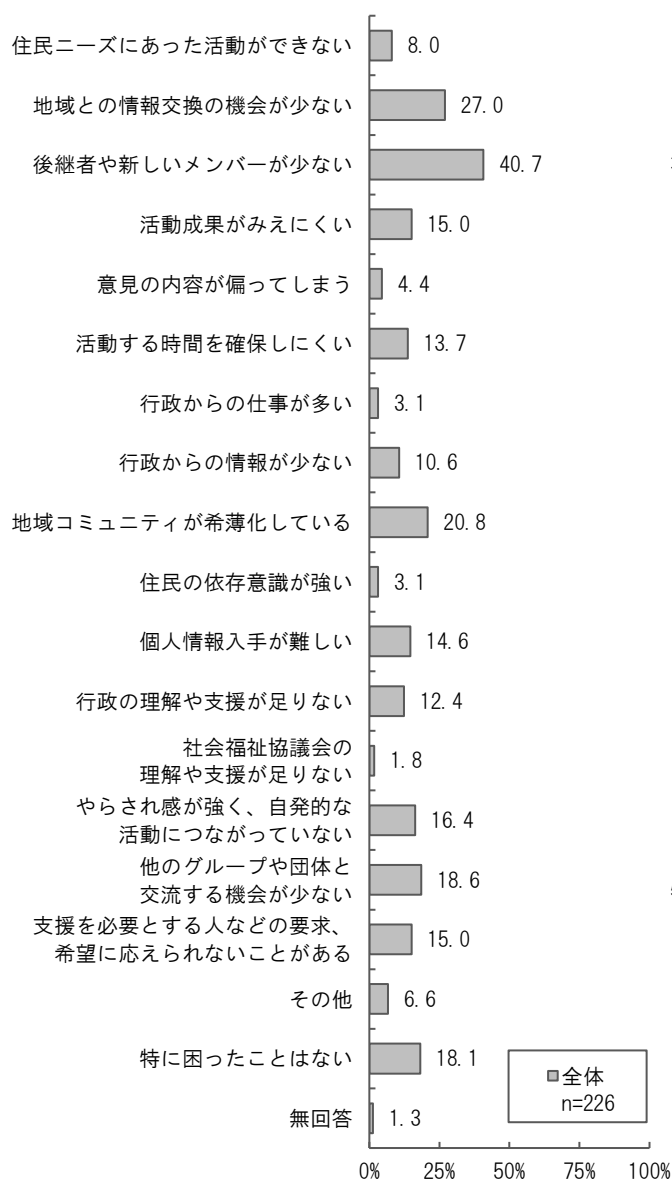 住民ニーズにあった活動ができない 8.0
地域との情報交換の機会が少ない 27.0
後継者や新しいメンバーが少ない 40.7
活動成果がみえにくい 15.0
意見の内容が偏ってしまう 4.4
活動する時間を確保しにくい 13.7
行政からの仕事が多い 3.1
行政からの情報が少ない 10.6
地域コミュニティが希薄化している 20.8
住民の依存意識が強い 3.1
個人情報入手が難しい 14.6
行政の理解や支援が足りない 12.4
社会福祉協議会の
理解や支援が足りない 1.8
やらされ感が強く、自発的な
活動につながっていない 16.4
他のグループや団体と
交流する機会が少ない 18.6
支援を必要とする人などの要求、
希望に応えられないことがある 15.0
その他 6.6
特に困ったことはない 18.1
無回答 1.3
全体
n=226
0% 25% 50% 75% 100%